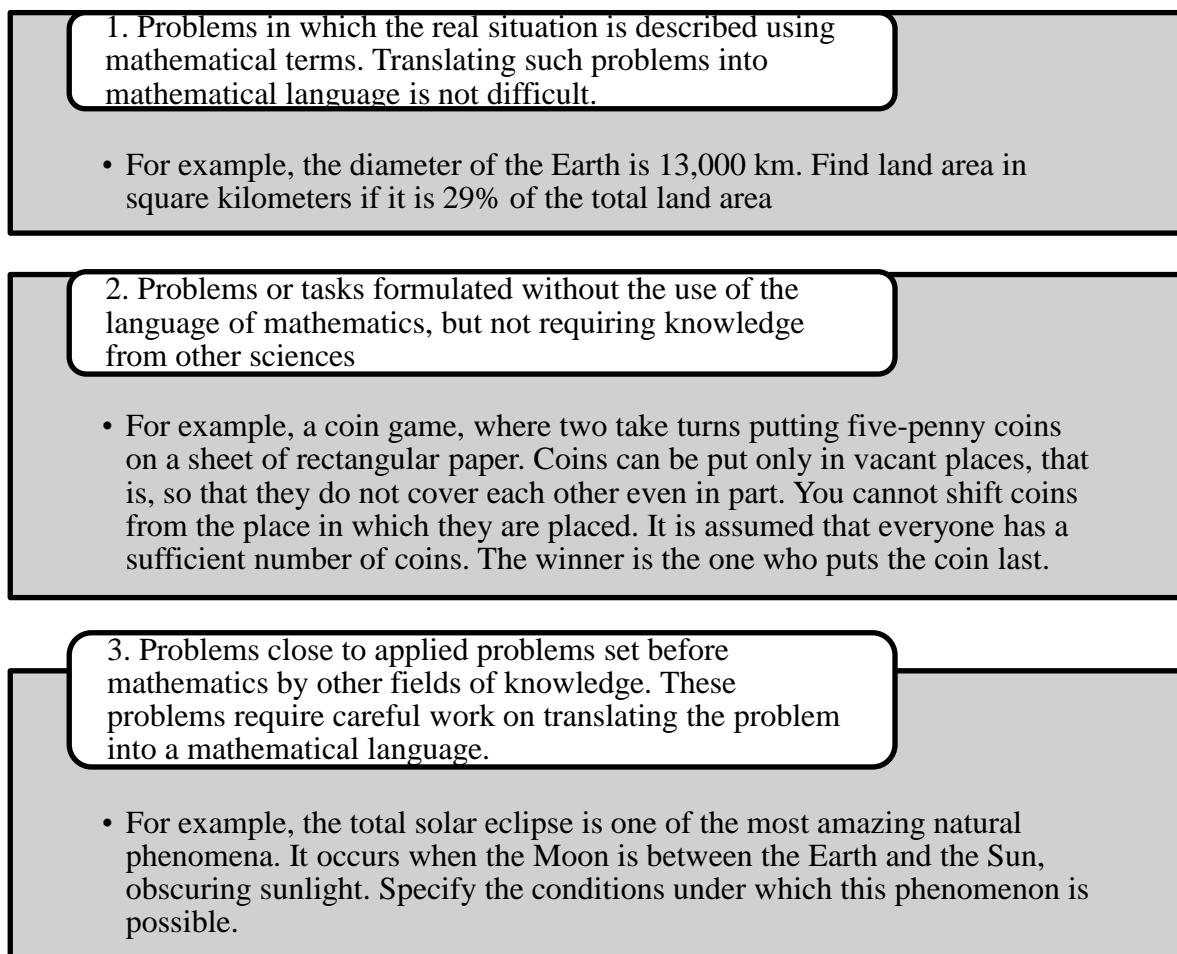 1. Problems in which the real situation is described using
mathematical terms. Translating such problems into
mathematical language is not difficult.
• For example, the diameter of the Earth is 13,000 km. Find land area in
square kilometers if it is 29% of the total land area
2. Problems or tasks formulated without the use of the
language of mathematics, but not requiring knowledge
from other sciences
• For example, a coin game, where two take turns putting five-penny coins
on a sheet of rectangular paper. Coins can be put only in vacant places, that
is, so that they do not cover each other even in part. You cannot shift coins
from the place in which they are placed. It is assumed that everyone has a
sufficient number of coins. The winner is the one who puts the coin last.
3. Problems close to applied problems set before
mathematics by other fields of knowledge. These
problems require careful work on translating the problem
into a mathematical language.
• For example, the total solar eclipse is one of the most amazing natural
phenomena. It occurs when the Moon is between the Earth and the Sun,
obscuring sunlight. Specify the conditions under which this phenomenon is
possible.